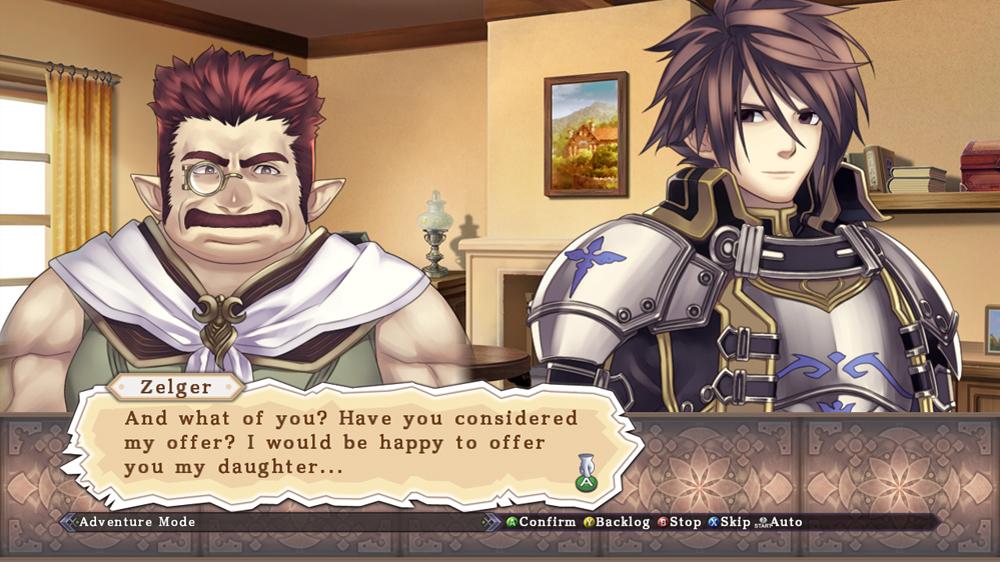 Zelger
And what of you? Have you considered
my offer? I would be happy to offer
you my daughter...
A
Adventure Mode
A Confirm Y Backlog B Stop X Skip START Auto